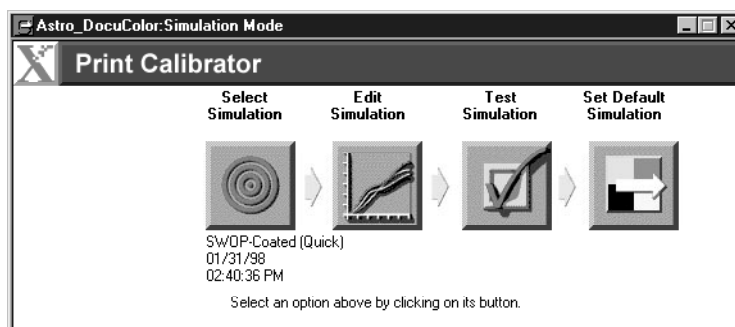 Astro_DocuColor:Simulation Mode
Print Calibrator
Select Simulation
Edit Simulation
Test Simulation
Set Default Simulation
SWOP-Coated (Quick)
01/31/98
02:40:36 PM
Select an option above by clicking on its button.